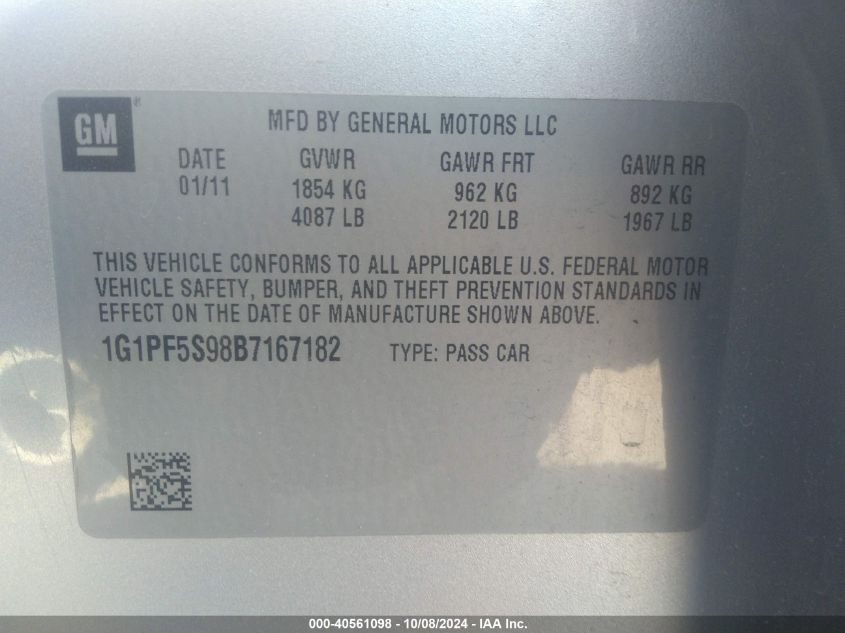 GM
MFD BY GENERAL MOTORS LLC
DATE GVWR GAWR FRT GAWR RR
01/11 1854 KG 962 KG 892 KG
4087 LB 2120 LB 1967 LB
THIS VEHICLE CONFORMS TO ALL APPLICABLE U.S. FEDERAL MOTOR
VEHICLE SAFETY, BUMPER, AND THEFT PREVENTION STANDARDS IN
EFFECT ON THE DATE OF MANUFACTURE SHOWN ABOVE.
1G1PF5S98B7167182 TYPE: PASS CAR
000-40561098 - 10/08/2024 - IAA Inc.